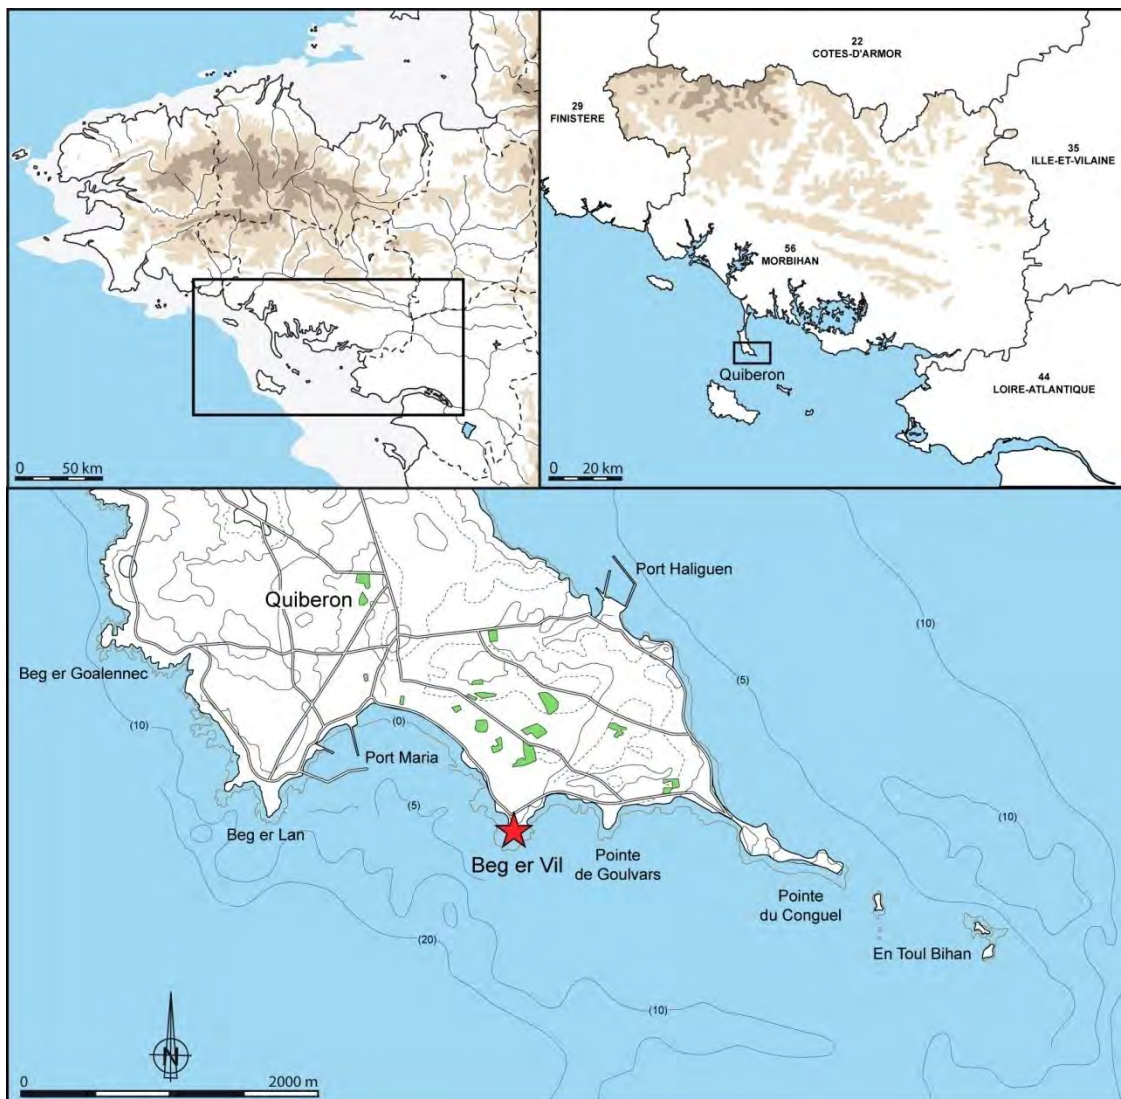 0 50 km
22
COTES-D'ARMOR
29
FINISTERE
35
ILLE-ET-VILAINE
56
MORBIHAN
Quiberon
44
LOIRE-ATLANTIQUE
0 20 km
Port Haliguen
Quiberon
(10)
Beg er Goalennec
(5)
(10)
(0)
Port Maria
(5)
(10)
Beg er Lan
Beg er Vil
Pointe
de Goulvars
Pointe
du Conguel
(20)
En Toul Bihan
(10)
N
0 2000 m